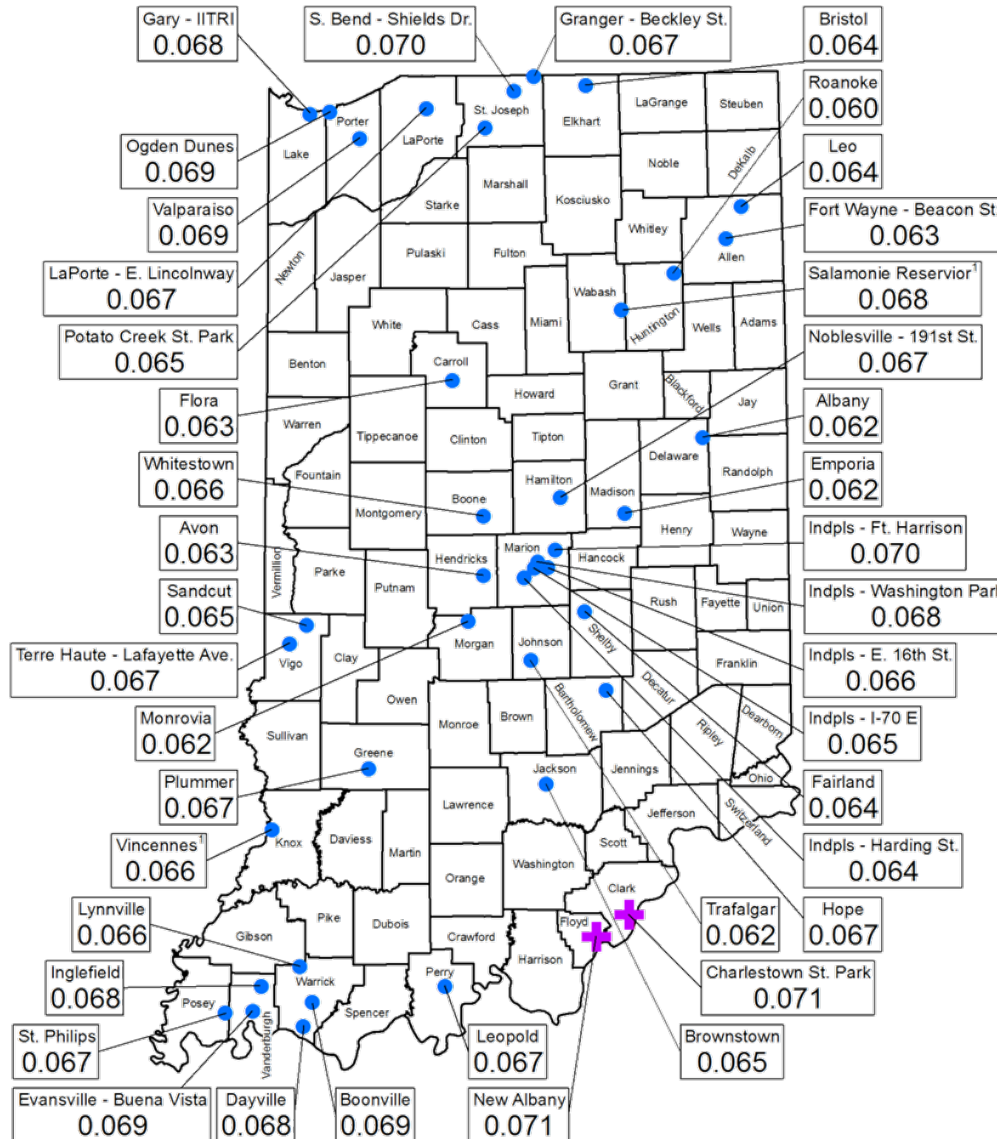 Gary - IITRI
0.068
S. Bend - Shields Dr.
0.070
Granger - Beckley St.
0.067
Bristol
0.064
Roanoke
0.060
Ogden Dunes
0.069
Leo
0.064
Valparaiso
0.069
Fort Wayne - Beacon St.
0.063
LaPorte - E. Lincolnway
0.067
Salamonie Reservior¹
0.068
Potato Creek St. Park
0.065
Noblesville - 191st St.
0.067
Flora
0.063
Albany
0.062
Whitestown
0.066
Emporia
0.062
Avon
0.063
Indpls - Ft. Harrison
0.070
Sandcut
0.065
Indpls - Washington Park
0.068
Terre Haute - Lafayette Ave.
0.067
Indpls - E. 16th St.
0.066
Monrovia
0.062
Indpls - I-70 E
0.065
Plummer
0.067
Fairland
0.064
Vincennes¹
0.066
Indpls - Harding St.
0.064
Lynnville
0.066
Trafalgar
0.062
Hope
0.067
Inglefield
0.068
Charlestown St. Park
0.071
St. Philips
0.067
Leopold
0.067
Brownstown
0.065
Evansville - Buena Vista
0.069
Dayville
0.068
Boonville
0.069
New Albany
0.071
Lake
Porter
LaPorte
St. Joseph
Elkhart
LaGrange
Steuben
Noble
DeKalb
Starke
Marshall
Kosciusko
Whitley
Allen
Newton
Jasper
Pulaski
Fulton
Wabash
Huntington
Wells
Adams
White
Cass
Miami
Benton
Carroll
Howard
Grant
Blackford
Jay
Warren
Tippecanoe
Clinton
Tipton
Delaware
Randolph
Fountain
Montgomery
Boone
Hamilton
Madison
Henry
Wayne
Vermillion
Parke
Putnam
Hendricks
Marion
Hancock
Rush
Fayette
Union
Vigo
Clay
Morgan
Johnson
Shelby
Franklin
Owen
Monroe
Brown
Bartholomew
Decatur
Ripley
Dearborn
Sullivan
Greene
Lawrence
Jackson
Jennings
Ohio
Jefferson
Switzerland
Knox
Daviess
Martin
Washington
Scott
Orange
Clark
Floyd
Gibson
Pike
Dubois
Crawford
Harrison
Posey
Vanderburgh
Warrick
Spencer
Perry